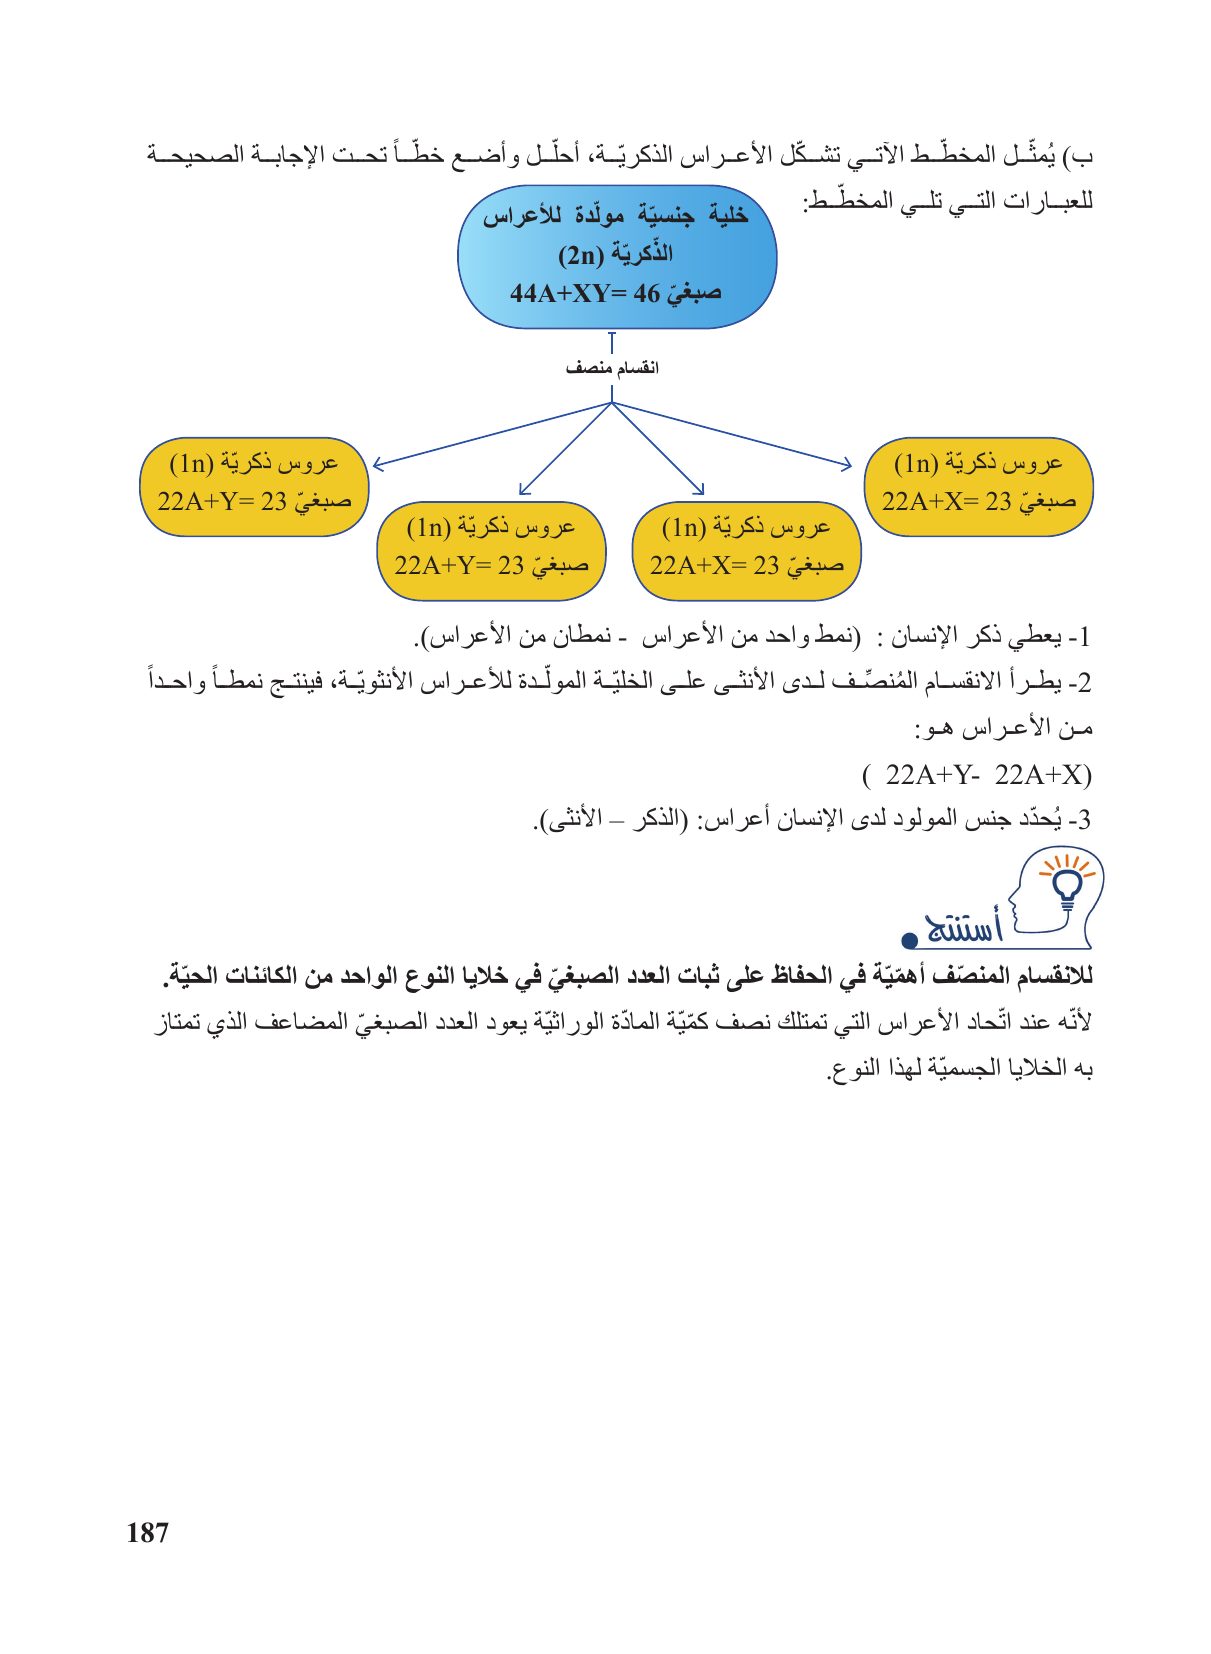 ب) يُمثّل المخطّط الآتي تشكّل الأعراس الذكريّة، أحلّل وأضع خطّاً تحت الإجابة الصحيحة
للعبارات التي تلي المخطّط:
خلية جنسيّة مولّدة للأعراس
الذّكريّة (2n)
44A+XY= 46 صبغيّ
انقسام منصف
عروس ذكريّة (1n)
22A+X= 23 صبغيّ
عروس ذكريّة (1n)
22A+X= 23 صبغيّ
عروس ذكريّة (1n)
22A+Y= 23 صبغيّ
عروس ذكريّة (1n)
22A+Y= 23 صبغيّ
1- يعطي ذكر الإنسان : (نمط واحد من الأعراس - نمطان من الأعراس).
2- يطرأ الانقسام المُنصِّف لدى الأنثى على الخليّة المولّدة للأعراس الأنثويّة، فينتج نمطاً واحداً
من الأعراس هو:
( 22A+Y- 22A+X)
3- يُحدّد جنس المولود لدى الإنسان أعراس: (الذكر – الأنثى).
أستنتج
للانقسام المنصّف أهمّيّة في الحفاظ على ثبات العدد الصبغيّ في خلايا النوع الواحد من الكائنات الحيّة.
لأنّه عند اتّحاد الأعراس التي تمتلك نصف كمّيّة المادّة الوراثيّة يعود العدد الصبغيّ المضاعف الذي تمتاز
به الخلايا الجسميّة لهذا النوع.
187